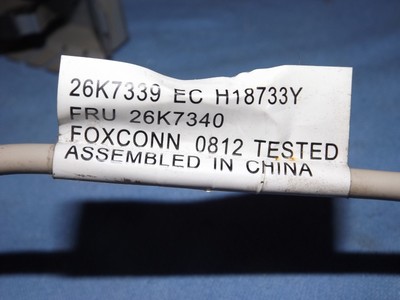 26K7339 EC H18733Y
FRU 26K7340
FOXCONN 0812 TESTED
ASSEMBLED IN CHINA